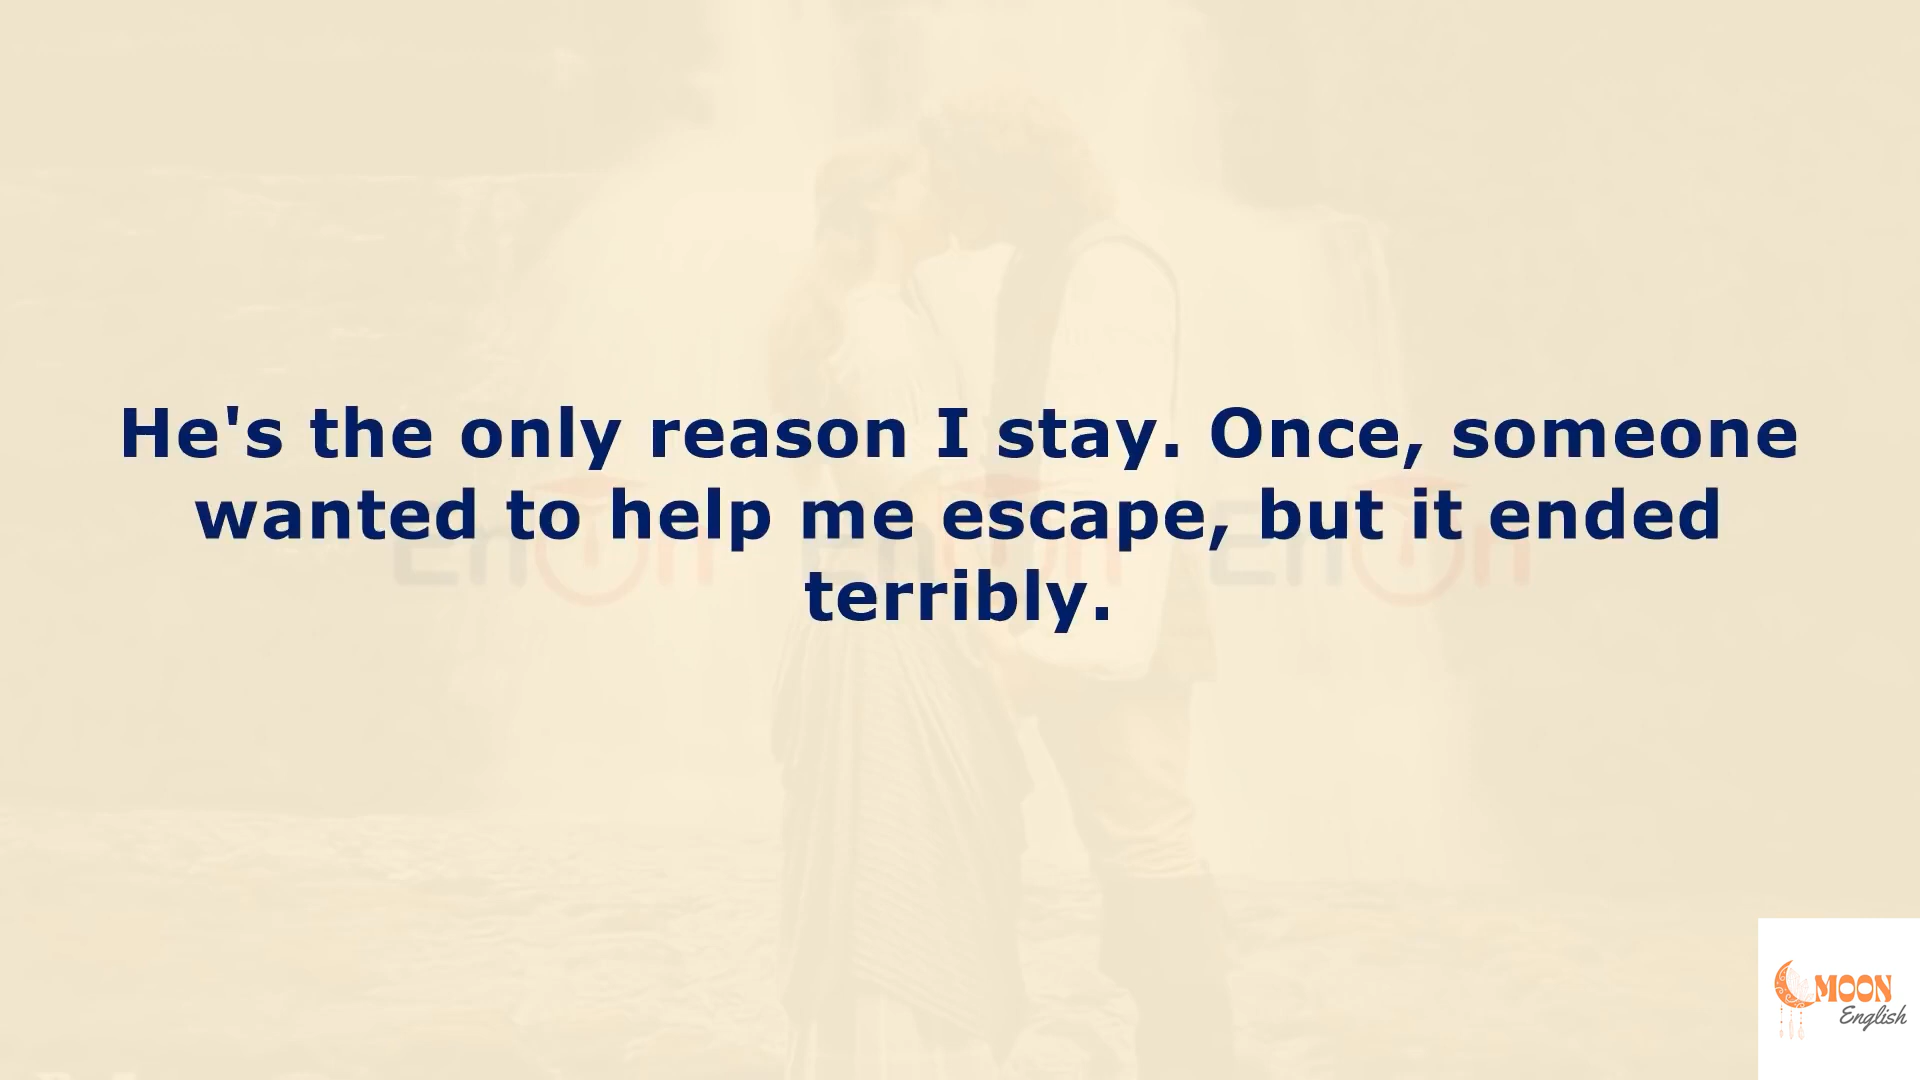 He's the only reason I stay. Once, someone
wanted to help me escape, but it ended
terribly.
MOON
English